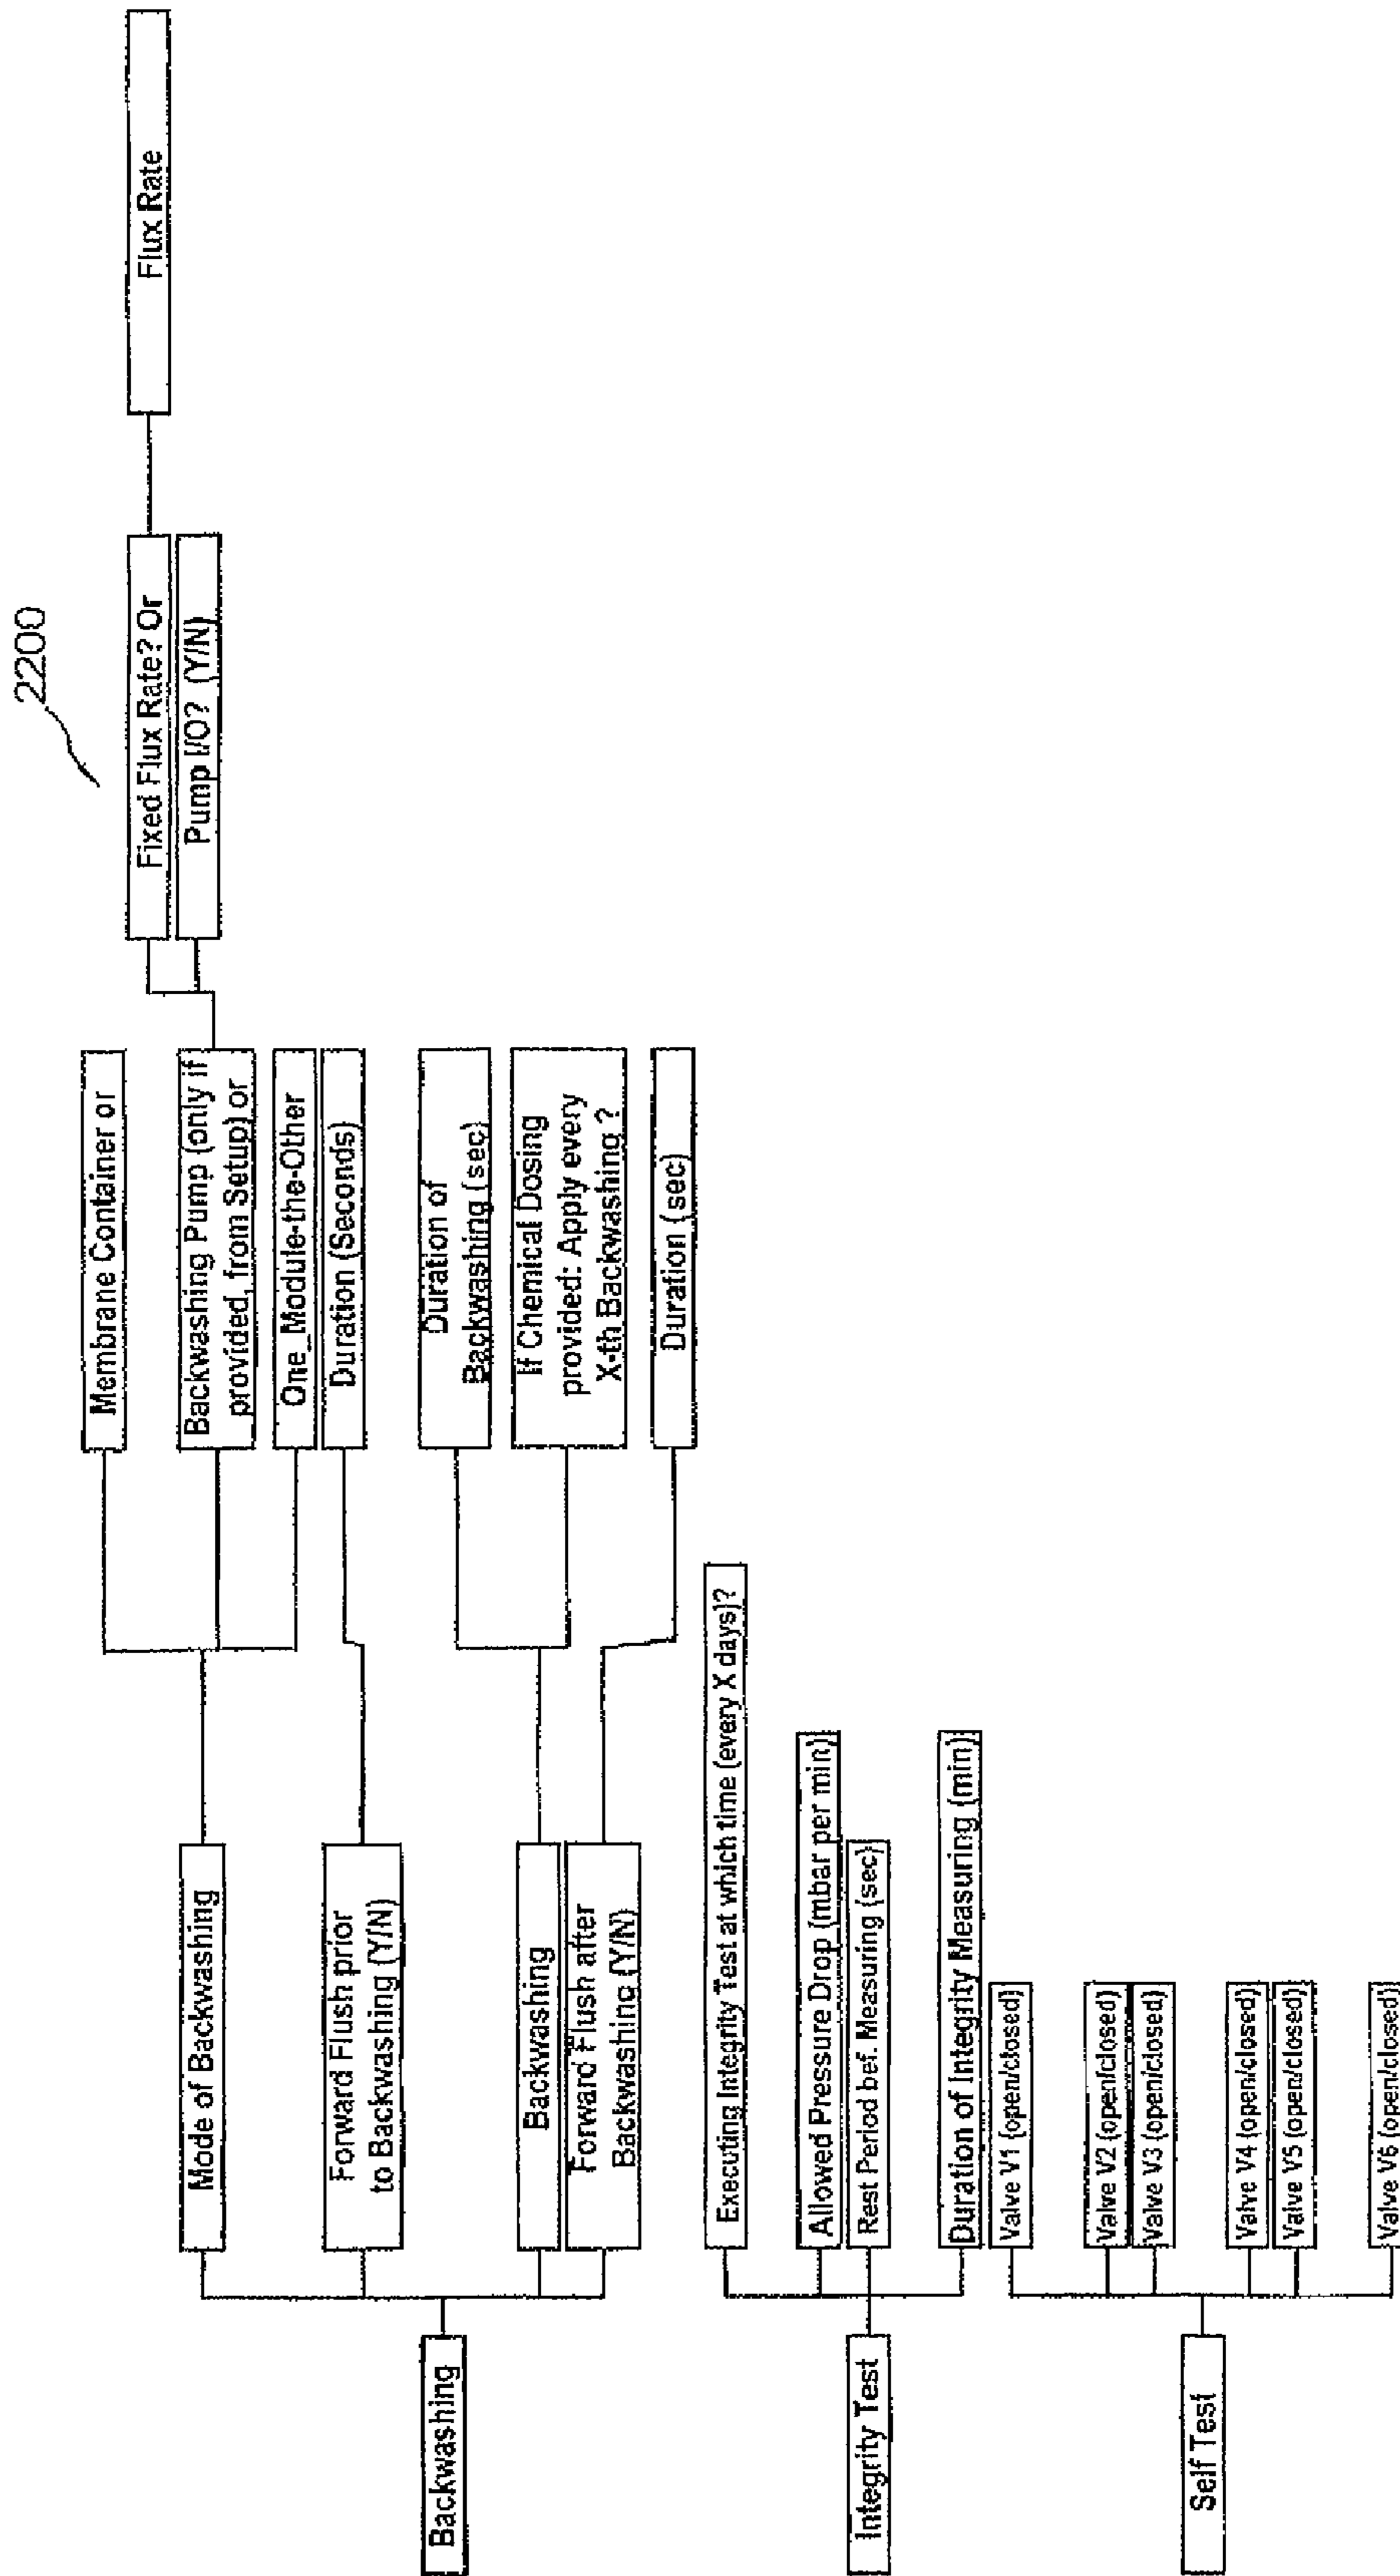 2200
Backwashing
Mode of Backwashing
Membrane Container or
Backwashing Pump (only if
provided, from Setup) or
Fixed Flux Rate? Or
Flux Rate
Pump I/O? (Y/N)
One_Module-the-Other
Forward Flush prior
to Backwashing (Y/N)
Duration (Seconds)
Backwashing
Duration of
Backwashing (sec)
If Chemical Dosing
provided: Apply every
X-th Backwashing ?
Forward Flush after
Backwashing (Y/N)
Duration (sec)
Integrity Test
Executing Integrity Test at which time (every X days)?
Allowed Pressure Drop (mbar per min)
Rest Period bef. Measuring (sec)
Duration of Integrity Measuring (min)
Self Test
Valve V1 (open/closed)
Valve V2 (open/closed)
Valve V3 (open/closed)
Valve V4 (open/closed)
Valve V5 (open/closed)
Valve V6 (open/closed)